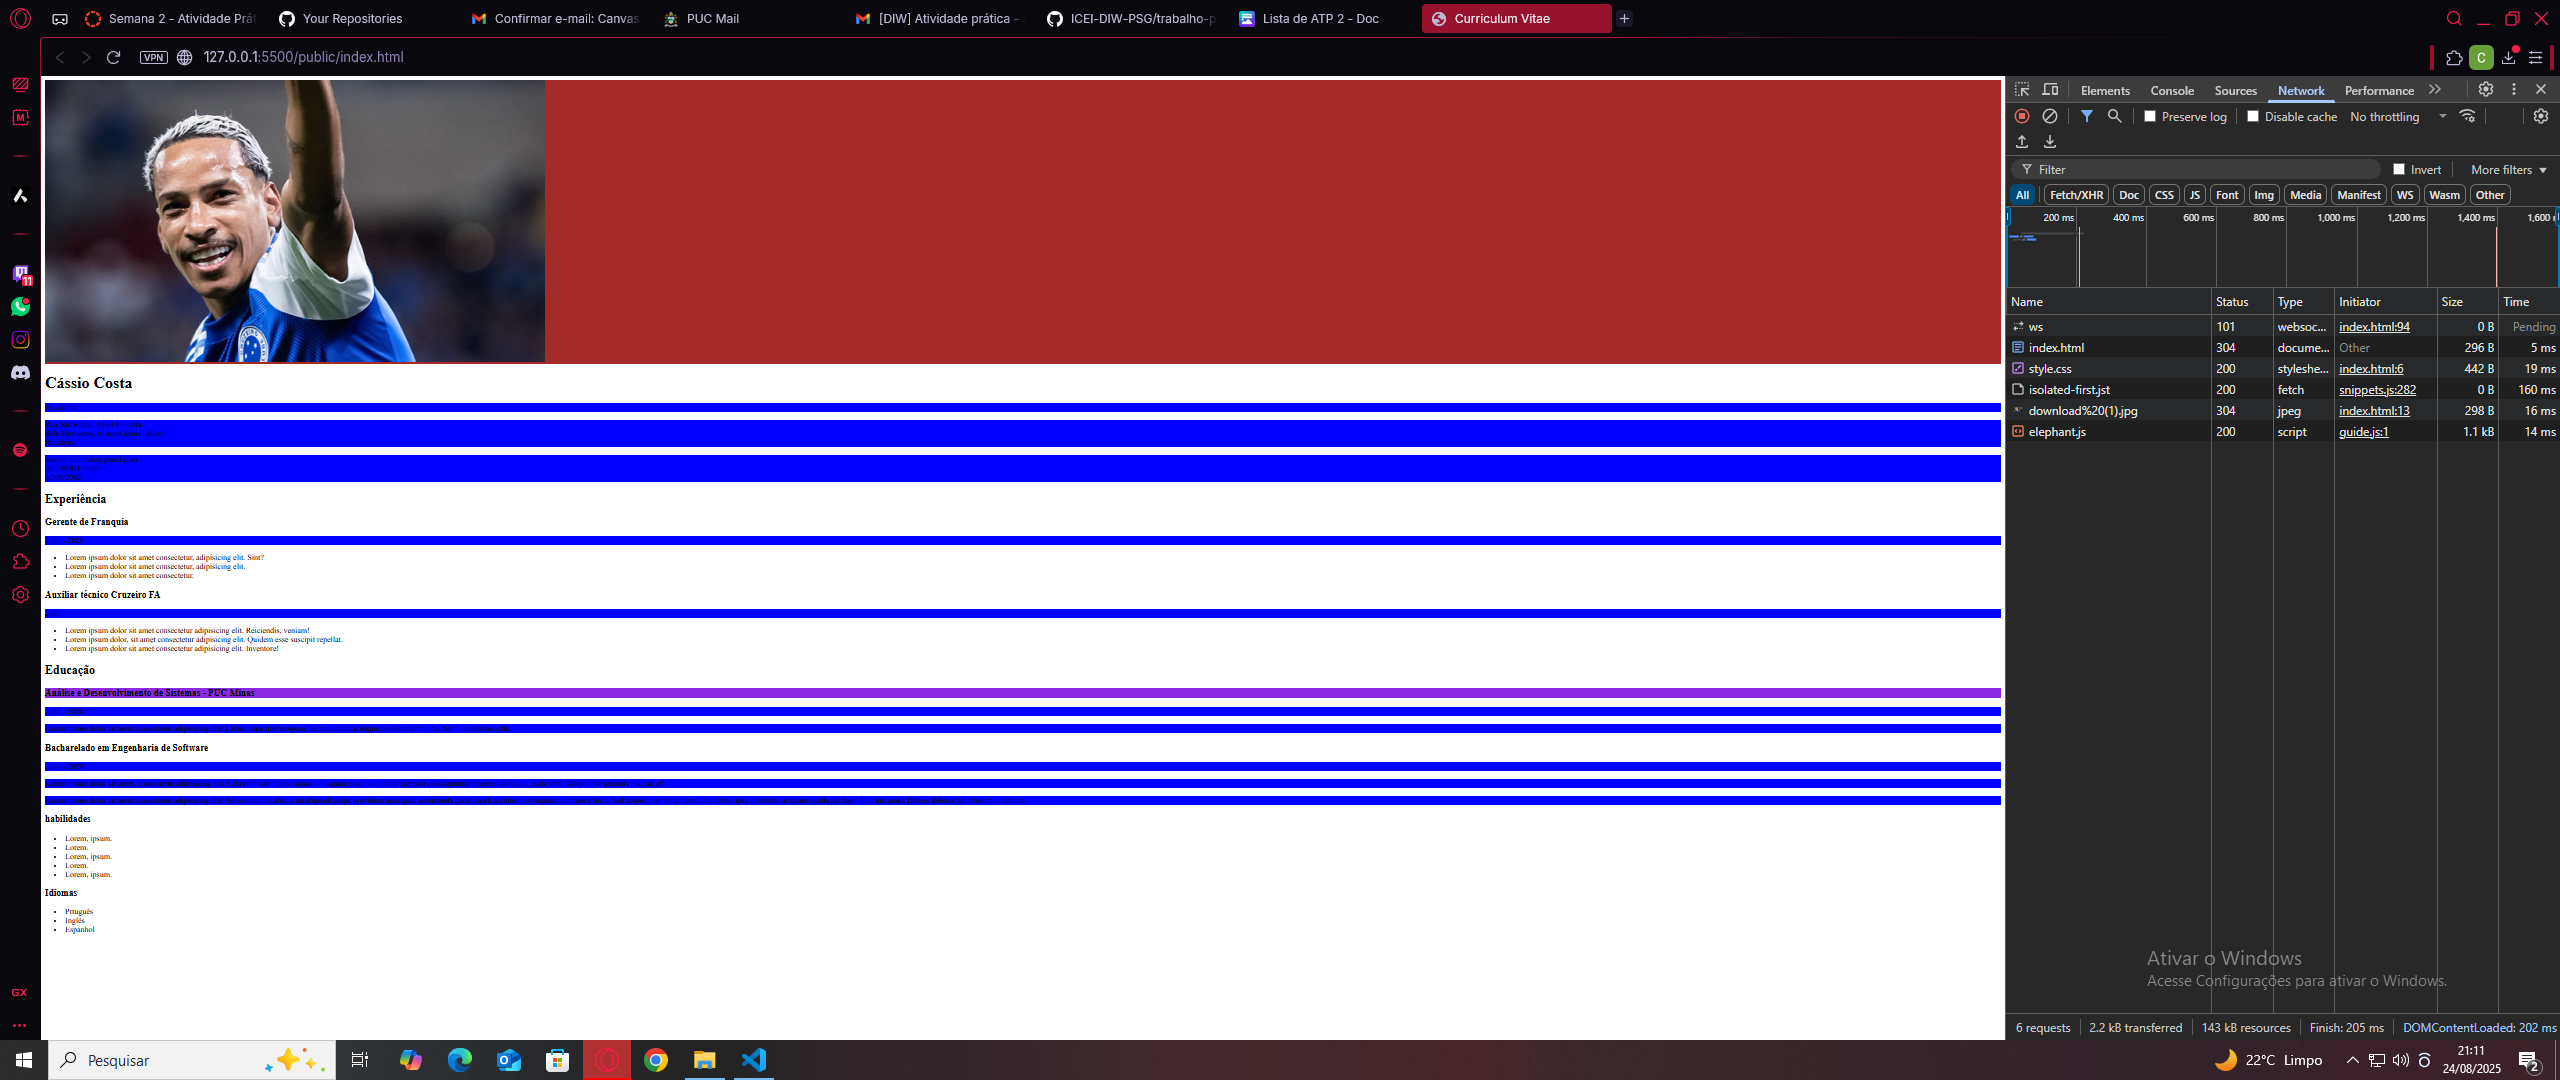 Semana 2 - Atividade Prát
Your Repositories
Confirmar e-mail: Canvas
PUC Mail
[DIW] Atividade prática -
ICEI-DIW-PSG/trabalho-p
Lista de ATP 2 - Doc
Curriculum Vitae
VPN
127.0.0.1:5500/public/index.html
C
M
11
GX
Cássio Costa
Experiência
Gerente de Franquia
Lorem ipsum dolor sit amet consectetur, adipisicing elit. Sint?
Lorem ipsum dolor sit amet consectetur, adipisicing elit.
Lorem ipsum dolor sit amet consectetur.
Auxiliar técnico Cruzeiro FA
Lorem ipsum dolor sit amet consectetur adipisicing elit. Reiciendis, veniam!
Lorem ipsum dolor, sit amet consectetur adipisicing elit. Quidem esse suscipit repellat.
Lorem ipsum dolor sit amet consectetur adipisicing elit. Inventore!
Educação
Análise e Desenvolvimento de Sistemas - PUC Minas
Bacharelado em Engenharia de Software
habilidades
Lorem, ipsum.
Lorem.
Lorem, ipsum.
Lorem.
Lorem, ipsum.
Idiomas
Prtuguês
Inglês
Espanhol
Elements Console Sources Network Performance
Preserve log Disable cache No throttling
Filter Invert More filters
All Fetch/XHR Doc CSS JS Font Img Media Manifest WS Wasm Other
200 ms 400 ms 600 ms 800 ms 1,000 ms 1,200 ms 1,400 ms 1,600
Name Status Type Initiator Size Time
ws 101 websoc... index.html:94 0 B Pending
index.html 304 docume... Other 296 B 5 ms
style.css 200 styleshe... index.html:6 442 B 19 ms
isolated-first.jst 200 fetch snippets.js:282 0 B 160 ms
download%20(1).jpg 304 jpeg index.html:13 298 B 16 ms
elephant.js 200 script guide.js:1 1.1 kB 14 ms
Ativar o Windows
Acesse Configurações para ativar o Windows.
6 requests 2.2 kB transferred 143 kB resources Finish: 205 ms DOMContentLoaded: 202 ms
Pesquisar
22°C Limpo
21:11
24/08/2025
2